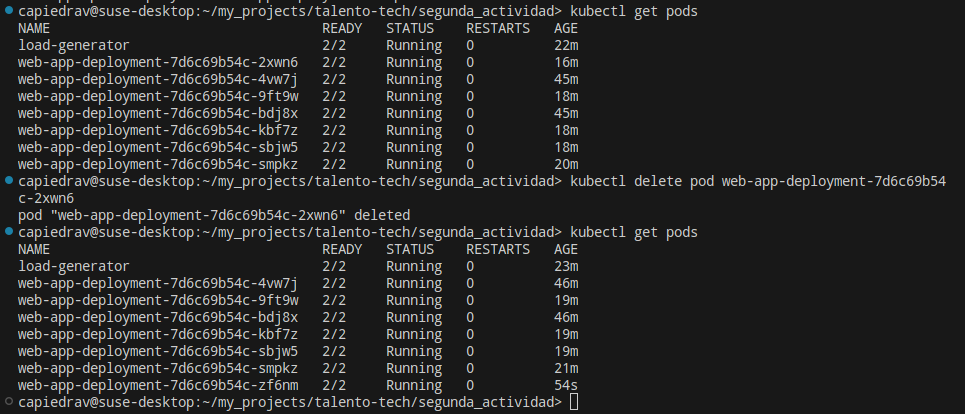 capiedrav@suse-desktop:~/my_projects/talento-tech/segunda_actividad> kubectl get pods
NAME READY STATUS RESTARTS AGE
load-generator 2/2 Running 0 22m
web-app-deployment-7d6c69b54c-2xwn6 2/2 Running 0 16m
web-app-deployment-7d6c69b54c-4vw7j 2/2 Running 0 45m
web-app-deployment-7d6c69b54c-9ft9w 2/2 Running 0 18m
web-app-deployment-7d6c69b54c-bdj8x 2/2 Running 0 45m
web-app-deployment-7d6c69b54c-kbf7z 2/2 Running 0 18m
web-app-deployment-7d6c69b54c-sbjw5 2/2 Running 0 18m
web-app-deployment-7d6c69b54c-smpkz 2/2 Running 0 20m
capiedrav@suse-desktop:~/my_projects/talento-tech/segunda_actividad> kubectl delete pod web-app-deployment-7d6c69b54
c-2xwn6
pod "web-app-deployment-7d6c69b54c-2xwn6" deleted
capiedrav@suse-desktop:~/my_projects/talento-tech/segunda_actividad> kubectl get pods
NAME READY STATUS RESTARTS AGE
load-generator 2/2 Running 0 23m
web-app-deployment-7d6c69b54c-4vw7j 2/2 Running 0 46m
web-app-deployment-7d6c69b54c-9ft9w 2/2 Running 0 19m
web-app-deployment-7d6c69b54c-bdj8x 2/2 Running 0 46m
web-app-deployment-7d6c69b54c-kbf7z 2/2 Running 0 19m
web-app-deployment-7d6c69b54c-sbjw5 2/2 Running 0 19m
web-app-deployment-7d6c69b54c-smpkz 2/2 Running 0 21m
web-app-deployment-7d6c69b54c-zf6nm 2/2 Running 0 54s
capiedrav@suse-desktop:~/my_projects/talento-tech/segunda_actividad>